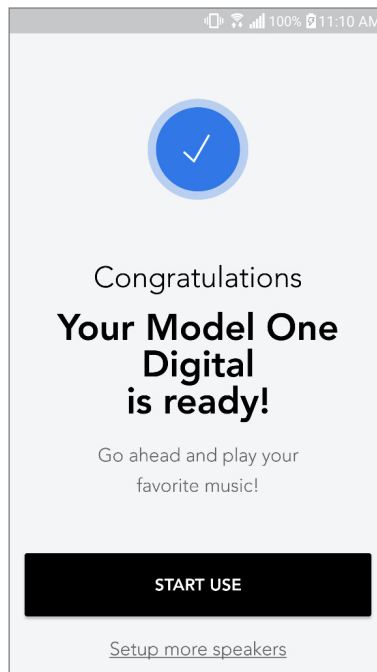 100% 11:10 AM
Congratulations
Your Model One
Digital
is ready!
Go ahead and play your
favorite music!
START USE
Setup more speakers